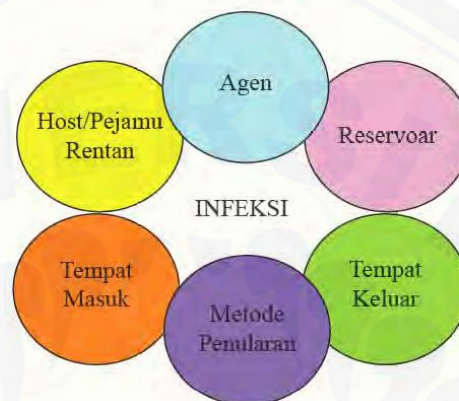 Agen
Host/Pejamu
Rentan
Reservoar
INFEKSI
Tempat
Masuk
Tempat
Keluar
Metode
Penularan